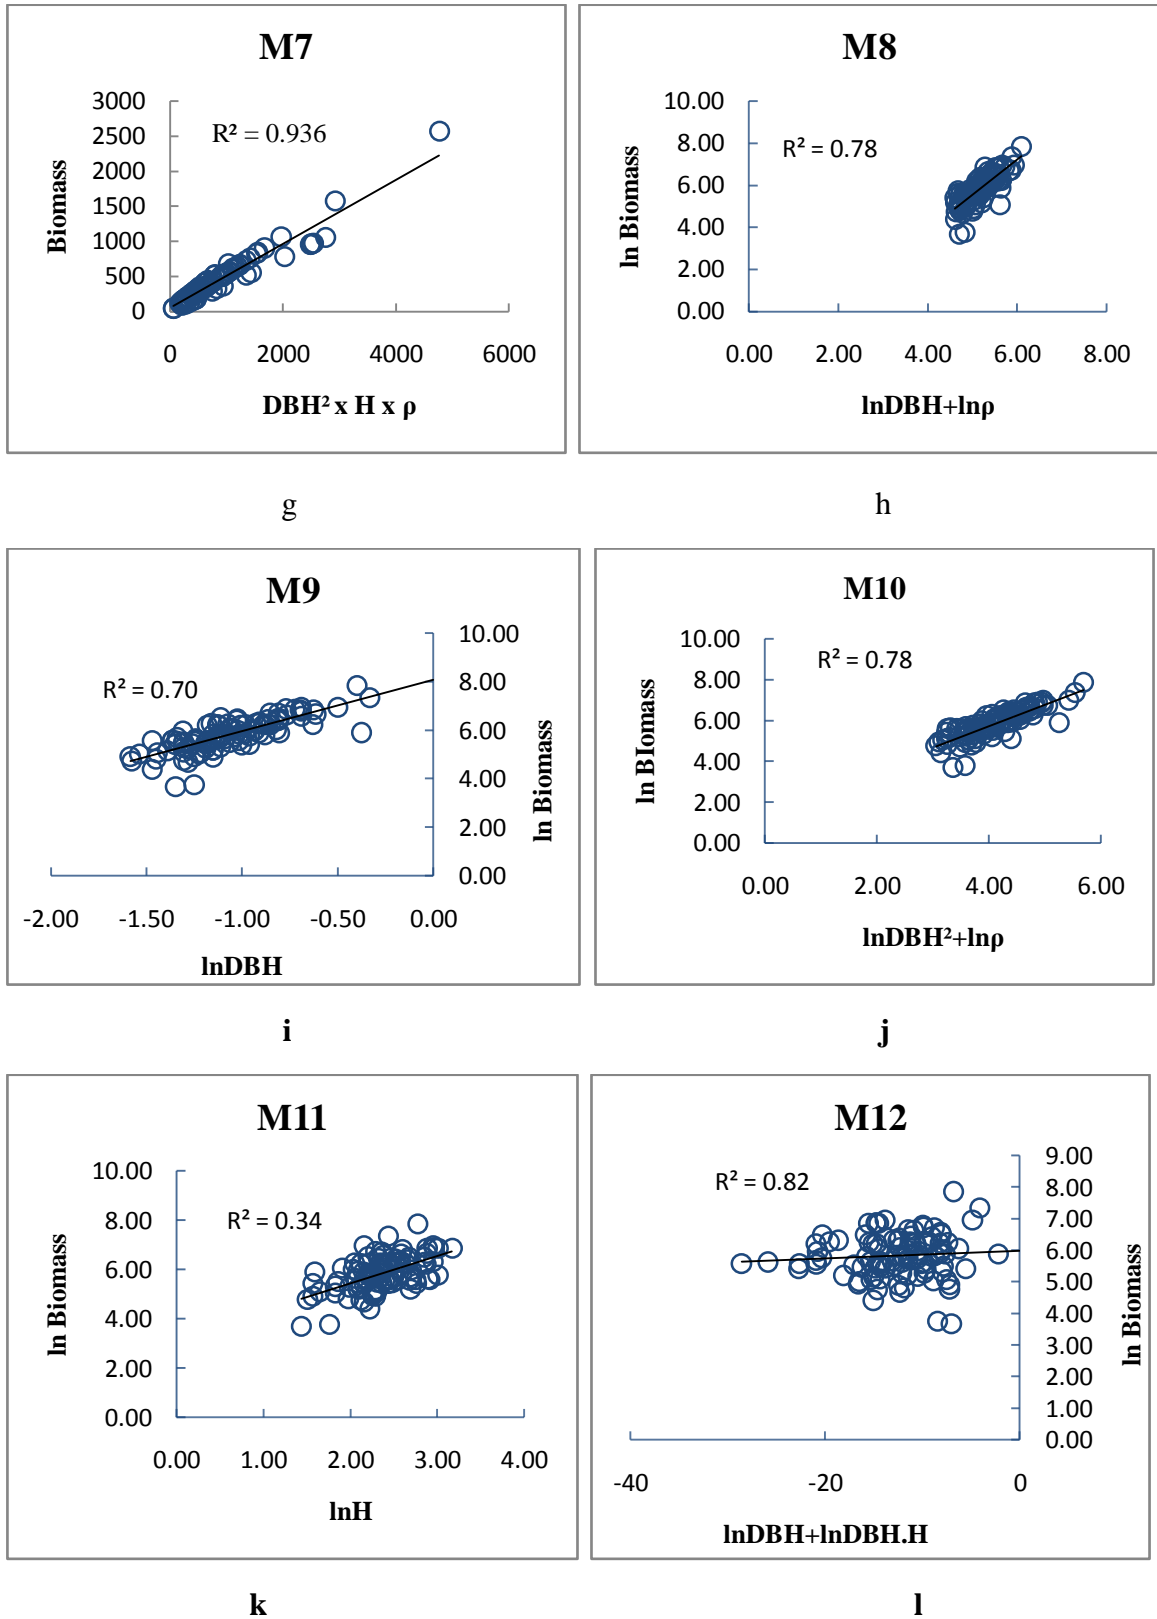 M7
R² = 0.936
Biomass
3000
2500
2000
1500
1000
500
0
0 2000 4000 6000
DBH² x H x ρ
g
M8
R² = 0.78
ln Biomass
10.00
8.00
6.00
4.00
2.00
0.00
0.00 2.00 4.00 6.00 8.00
lnDBH+lnρ
h
M9
R² = 0.70
10.00
8.00
6.00
4.00
2.00
0.00
ln Biomass
-2.00 -1.50 -1.00 -0.50 0.00
lnDBH
i
M10
R² = 0.78
ln BIomass
10.00
8.00
6.00
4.00
2.00
0.00
0.00 2.00 4.00 6.00
lnDBH²+lnρ
j
M11
R² = 0.34
ln Biomass
10.00
8.00
6.00
4.00
2.00
0.00
0.00 1.00 2.00 3.00 4.00
lnH
k
M12
R² = 0.82
9.00
8.00
7.00
6.00
5.00
4.00
3.00
2.00
1.00
0.00
ln Biomass
-40 -20 0
lnDBH+lnDBH.H
l